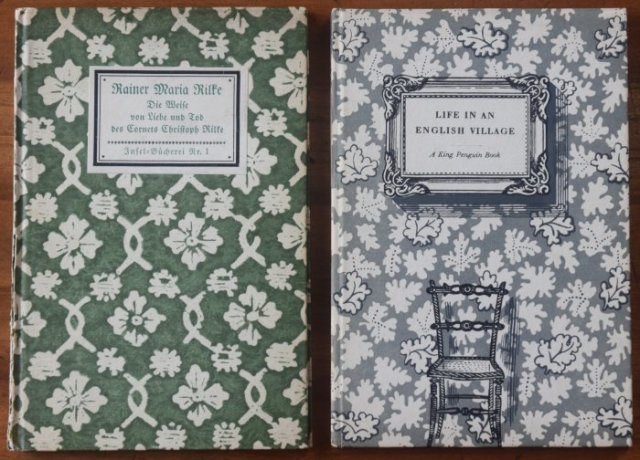 Rainer Maria Rilke
Die Weise
von Liebe und Tod
des Cornets Christoph Rilke
Insel-Bücherei Nr. 1
LIFE IN AN
ENGLISH VILLAGE
A King Penguin Book